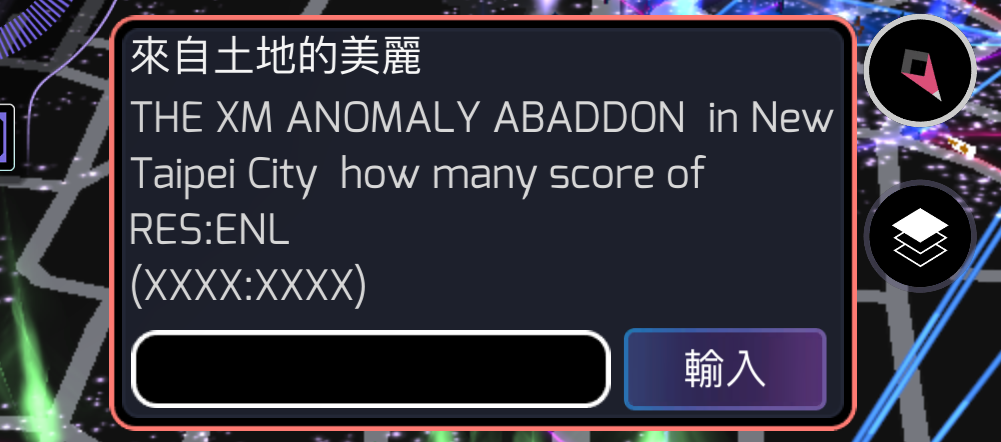 來自土地的美麗
THE XM ANOMALY ABADDON  in New
Taipei City  how many score of
RES:ENL
(XXXX:XXXX)
輸入